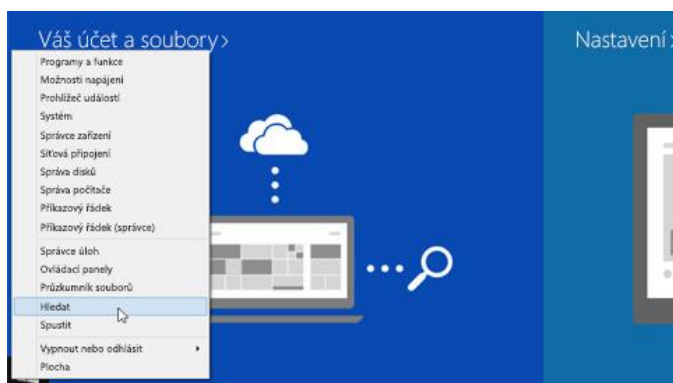 Váš účet a soubory›
Nastavení›
Programy a funkce
Možnosti napájení
Prohlížeč událostí
Systém
Správce zařízení
Síťová připojení
Správa disků
Správa počítače
Příkazový řádek
Příkazový řádek (správce)
Správce úloh
Ovládací panely
Průzkumník souborů
Hledat
Spustit
Vypnout nebo odhlásit
Plocha